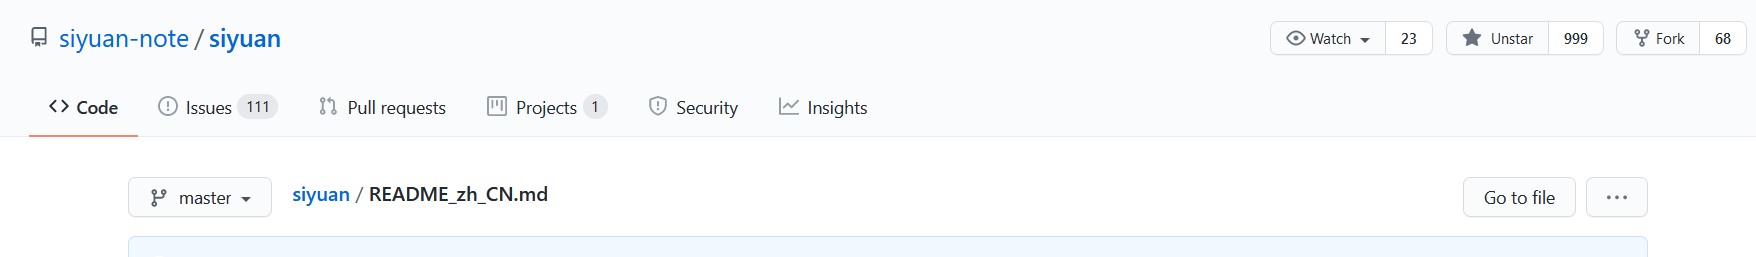 siyuan-note / siyuan
Watch 23 Unstar 999 Fork 68
Code Issues 111 Pull requests Projects 1 Security Insights
master siyuan / README_zh_CN.md Go to file ...